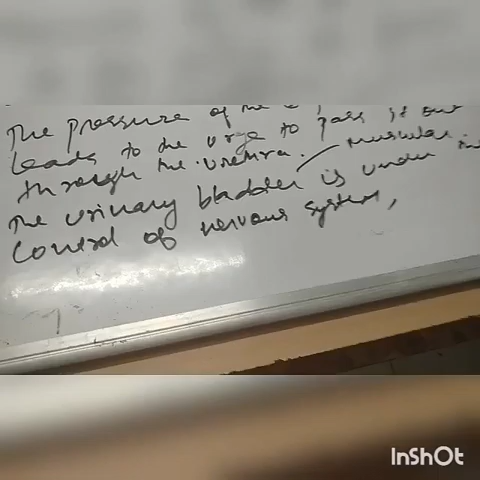 The pressure of the
leads to the urge to pass it out
through the urethra.
The urinary bladder is muscular under
control of nervous system,
InShOt